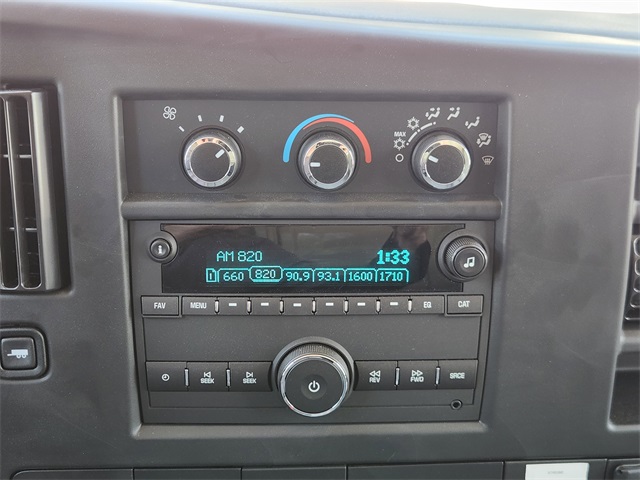 MAX
AM 820 1:33
1 660 820 90.9 93.1 1600 1710
FAV MENU EQ CAT
SEEK SEEK REV FWD SRCE